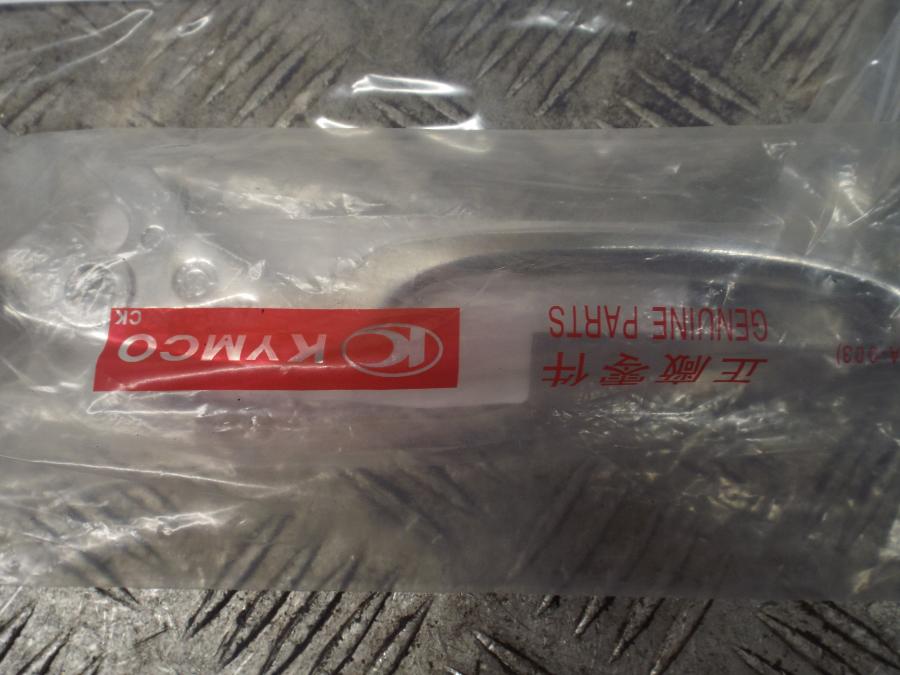 KYMCO
CK
正廠零件
GENUINE PARTS